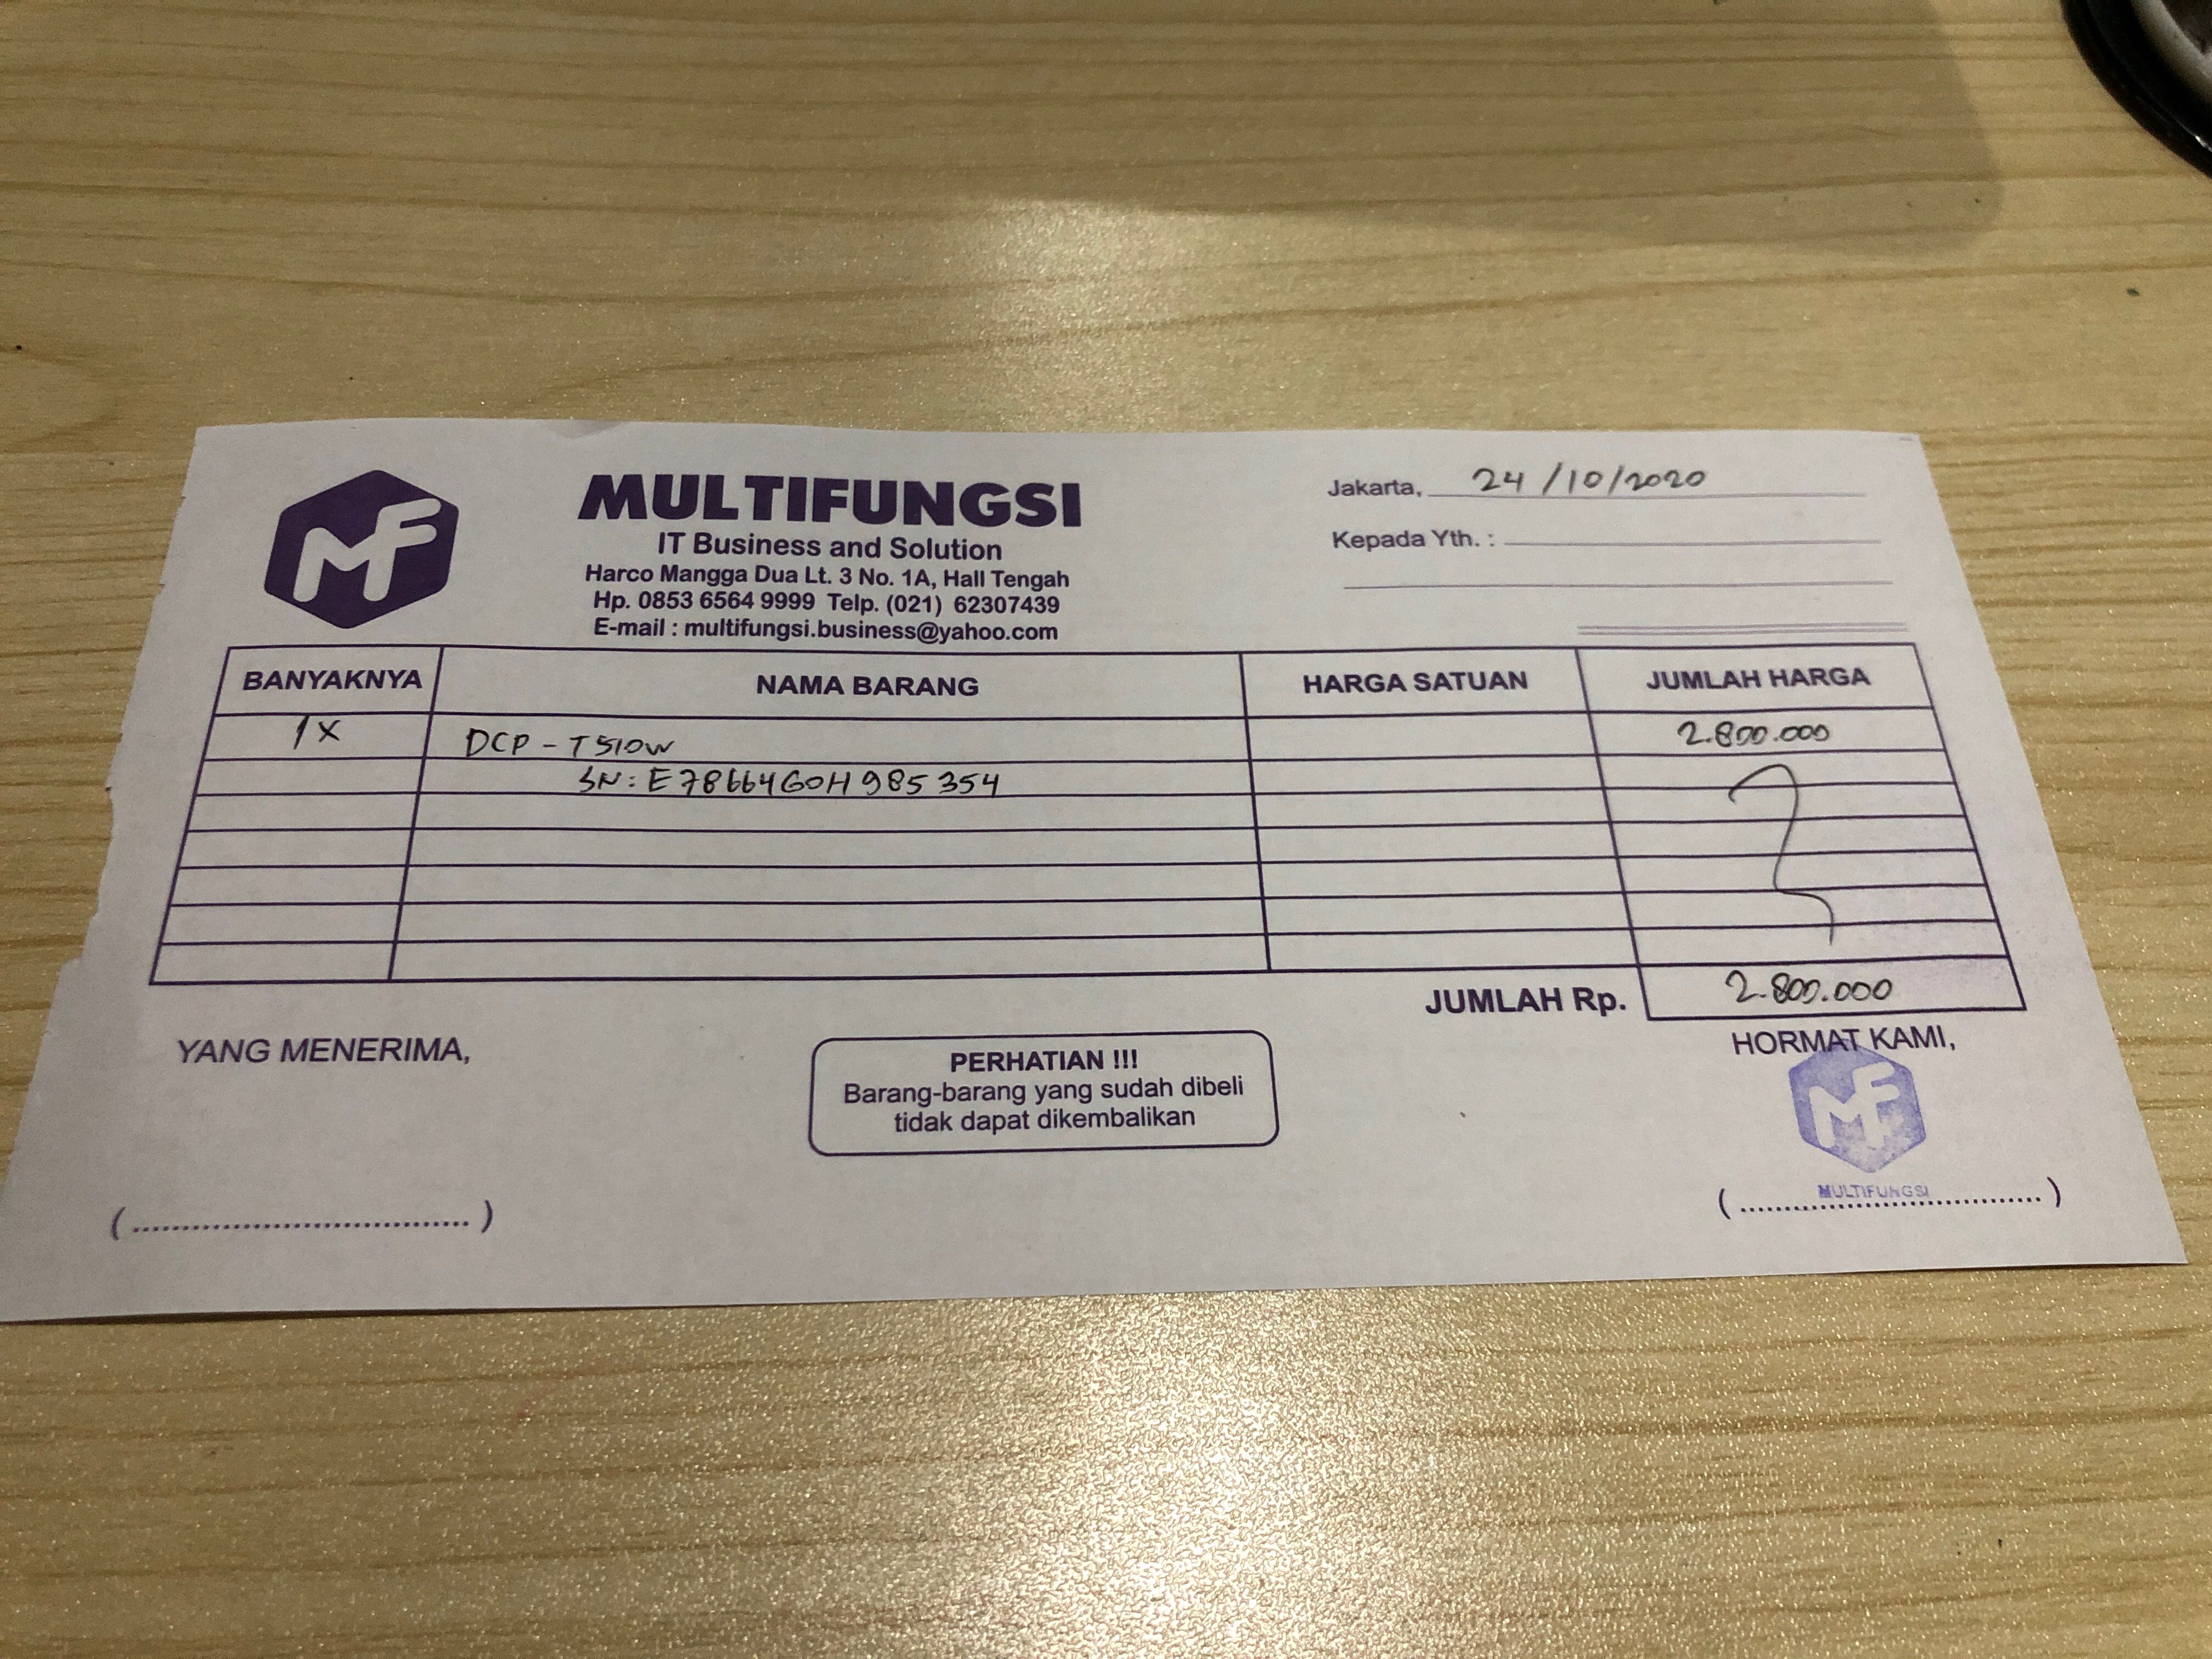 MF
MULTIFUNGSI
IT Business and Solution
Harco Mangga Dua Lt. 3 No. 1A, Hall Tengah
Hp. 0853 6564 9999 Telp. (021) 62307439
E-mail : multifungsi.business@yahoo.com
Jakarta, 24/10/2020
Kepada Yth. :
BANYAKNYA NAMA BARANG HARGA SATUAN JUMLAH HARGA
1X DCP - T510W 2.800.000
SN: E78664G0H985354
JUMLAH Rp. 2.800.000
YANG MENERIMA,
PERHATIAN !!!
Barang-barang yang sudah dibeli
tidak dapat dikembalikan
HORMAT KAMI,
MF
MULTIFUNGSI
(..................................)
(..................................)